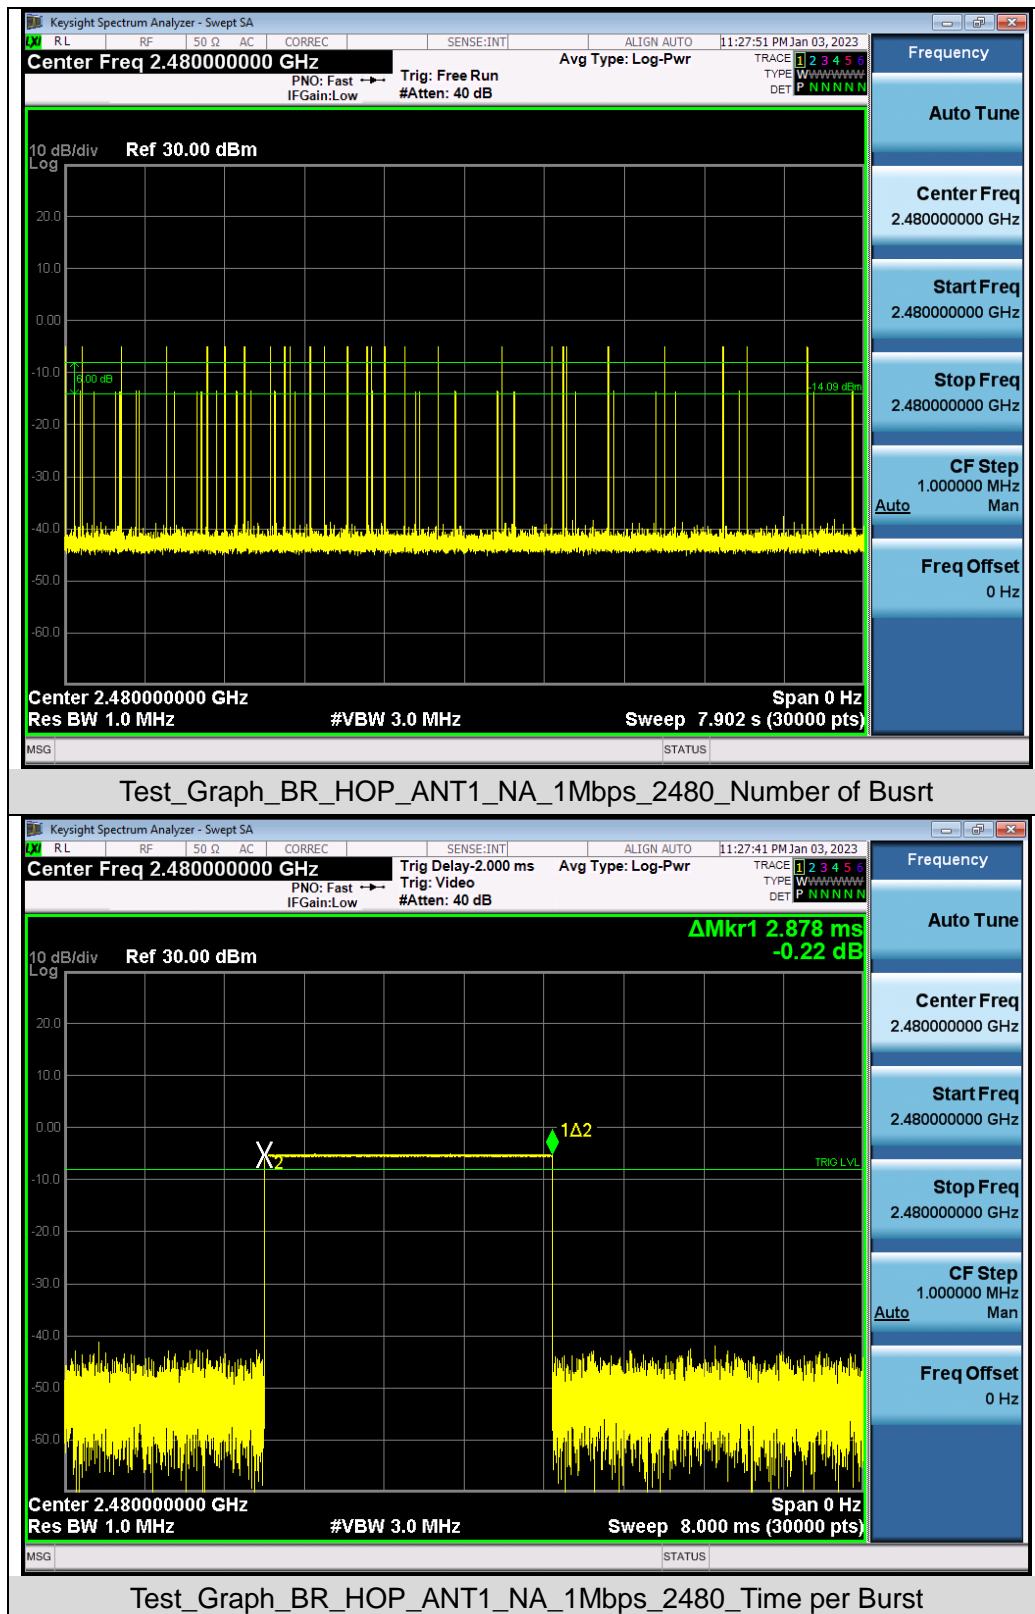 Keysight Spectrum Analyzer - Swept SA
LXI RL RF 50 Ω AC CORREC SENSE:INT ALIGN AUTO 11:27:51 PM Jan 03, 2023
Center Freq 2.480000000 GHz Avg Type: Log-Pwr TRACE 1 2 3 4 5 6
PNO: Fast Trig: Free Run TYPE W W W W W W
IFGain:Low #Atten: 40 dB DET P N N N N N
10 dB/div Ref 30.00 dBm
Log
20.0
10.0
0.00
-10.0
6.00 dB
-14.09 dBm
-20.0
-30.0
-40.0
-50.0
-60.0
Center 2.480000000 GHz Span 0 Hz
Res BW 1.0 MHz #VBW 3.0 MHz Sweep 7.902 s (30000 pts)
MSG STATUS
Frequency
Auto Tune
Center Freq
2.480000000 GHz
Start Freq
2.480000000 GHz
Stop Freq
2.480000000 GHz
CF Step
1.000000 MHz
Auto Man
Freq Offset
0 Hz
Test_Graph_BR_HOP_ANT1_NA_1Mbps_2480_Number of Busrt
Keysight Spectrum Analyzer - Swept SA
LXI RL RF 50 Ω AC CORREC SENSE:INT ALIGN AUTO 11:27:41 PM Jan 03, 2023
Center Freq 2.480000000 GHz Trig Delay-2.000 ms Avg Type: Log-Pwr TRACE 1 2 3 4 5 6
PNO: Fast Trig: Video TYPE W W W W W W
IFGain:Low #Atten: 40 dB DET P N N N N N
ΔMkr1 2.878 ms
-0.22 dB
10 dB/div Ref 30.00 dBm
Log
20.0
10.0
0.00
1Δ2
X2
TRIG LVL
-10.0
-20.0
-30.0
-40.0
-50.0
-60.0
Center 2.480000000 GHz Span 0 Hz
Res BW 1.0 MHz #VBW 3.0 MHz Sweep 8.000 ms (30000 pts)
MSG STATUS
Frequency
Auto Tune
Center Freq
2.480000000 GHz
Start Freq
2.480000000 GHz
Stop Freq
2.480000000 GHz
CF Step
1.000000 MHz
Auto Man
Freq Offset
0 Hz
Test_Graph_BR_HOP_ANT1_NA_1Mbps_2480_Time per Burst